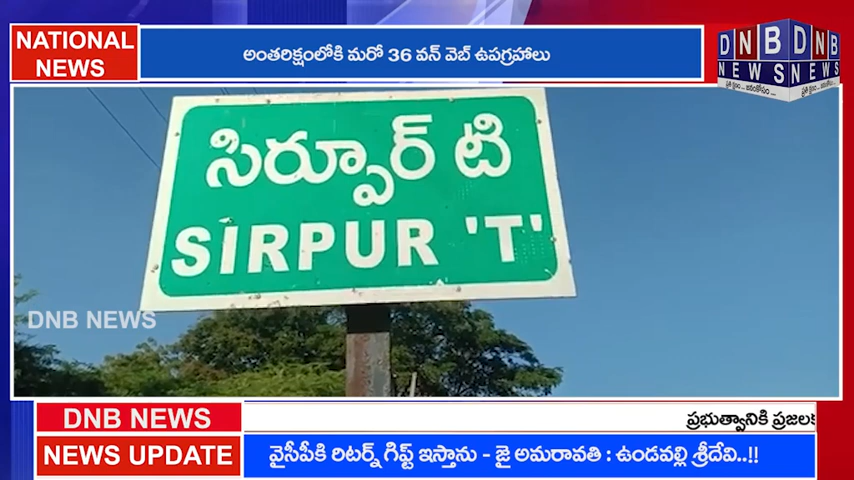 NATIONAL
NEWS
అంతరిక్షంలోకి మరో 36 వన్ వెబ్ ఉపగ్రహాలు
DNB DNB
NEWS NEWS
సిర్పూర్ టి
SIRPUR 'T'
DNB NEWS
DNB NEWS
ప్రభుత్వానికి ప్రజలక
NEWS UPDATE
వైసీపీకి రిటర్న్ గిఫ్ట్ ఇస్తాను - జై అమరావతి : ఉండవల్లి శ్రీదేవి..!!